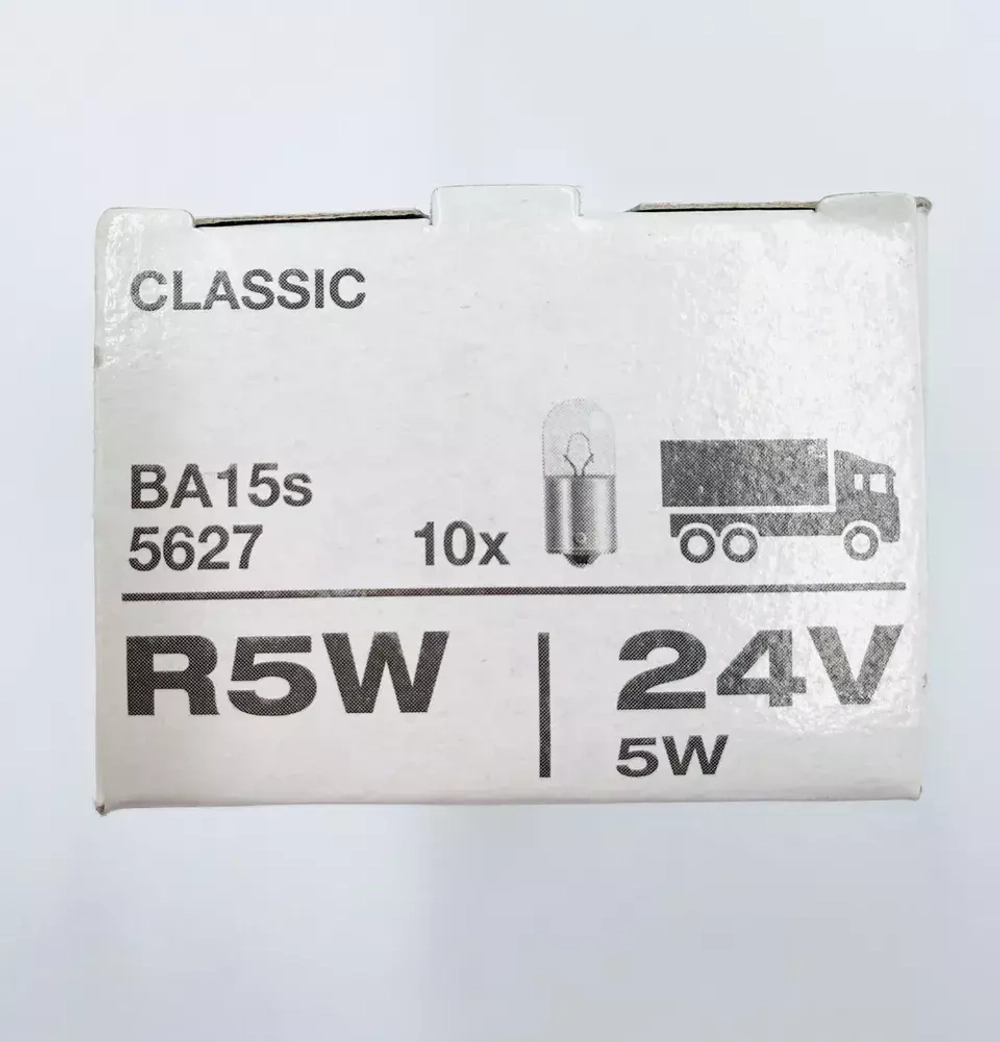 CLASSIC
BA15s
5627 10x
R5W 24V
5W